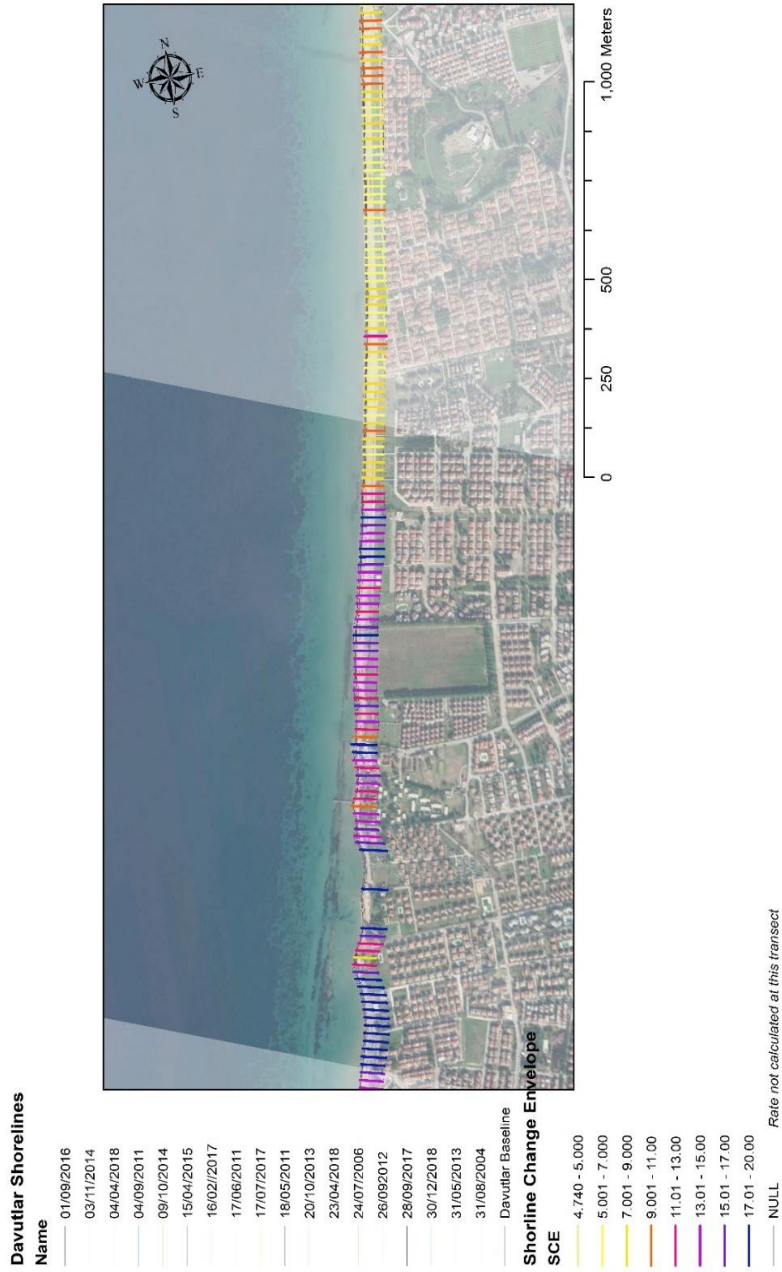 Davutlar Shorelines
Name
01/09/2016
03/11/2014
04/04/2018
04/09/2011
09/10/2014
15/04/2015
16/02//2017
17/06/2011
17/07/2017
18/05/2011
20/10/2013
23/04/2018
24/07/2006
26/092012
28/09/2017
30/12/2018
31/05/2013
31/08/2004
Davutlar Baseline
Shorline Change Envelope
SCE
4.740 - 5.000
5.001 - 7.000
7.001 - 9.000
9.001 - 11.00
11.01 - 13.00
13.01 - 15.00
15.01 - 17.00
17.01 - 20.00
NULL Rate not calculated at this transect
N
W
E
S
0 250 500 1,000 Meters